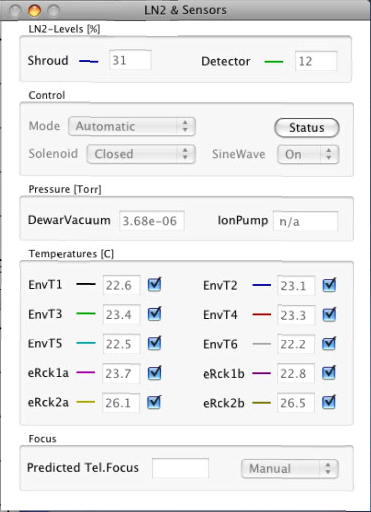 LN2 & Sensors
LN2-Levels [%]
Shroud 31 Detector 12
Control
Mode Automatic Status
Solenoid Closed SineWave On
Pressure [Torr]
DewarVacuum 3.68e-06 IonPump n/a
Temperatures [C]
EnvT1 22.6 EnvT2 23.1
EnvT3 23.4 EnvT4 23.3
EnvT5 22.5 EnvT6 22.2
eRck1a 23.7 eRck1b 22.8
eRck2a 26.1 eRck2b 26.5
Focus
Predicted Tel.Focus Manual